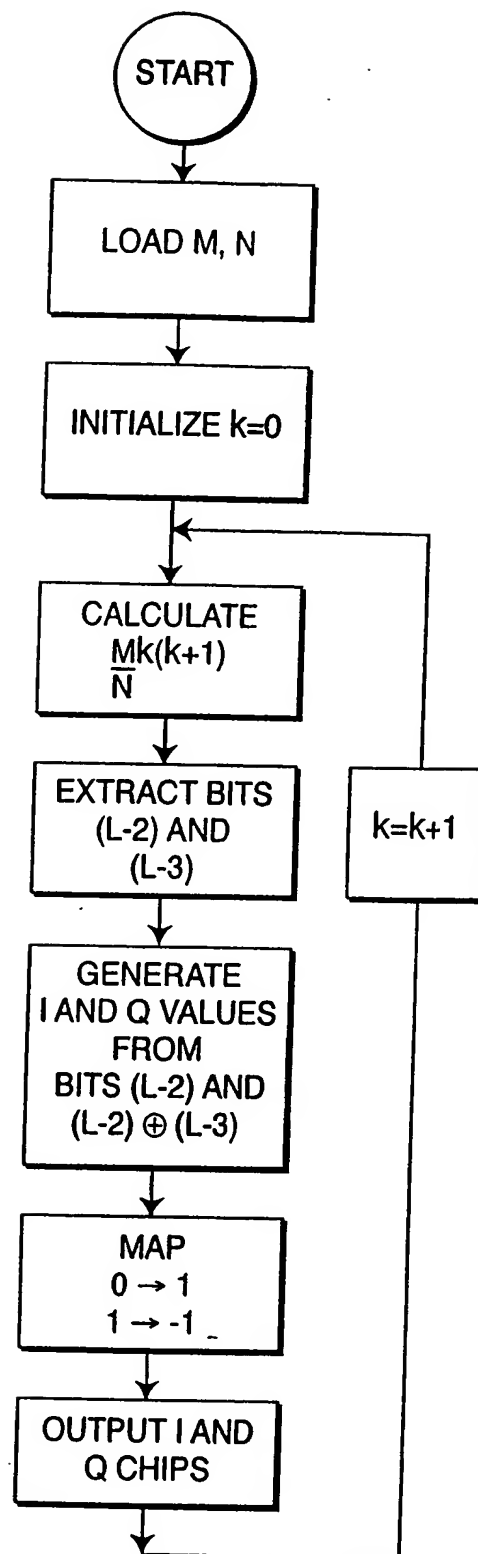 START
LOAD M, N
INITIALIZE k=0
CALCULATE
M/N k(k+1)
EXTRACT BITS
(L-2) AND
(L-3)
k=k+1
GENERATE
I AND Q VALUES
FROM
BITS (L-2) AND
(L-2) ⊕ (L-3)
MAP
0 → 1
1 → -1
OUTPUT I AND
Q CHIPS